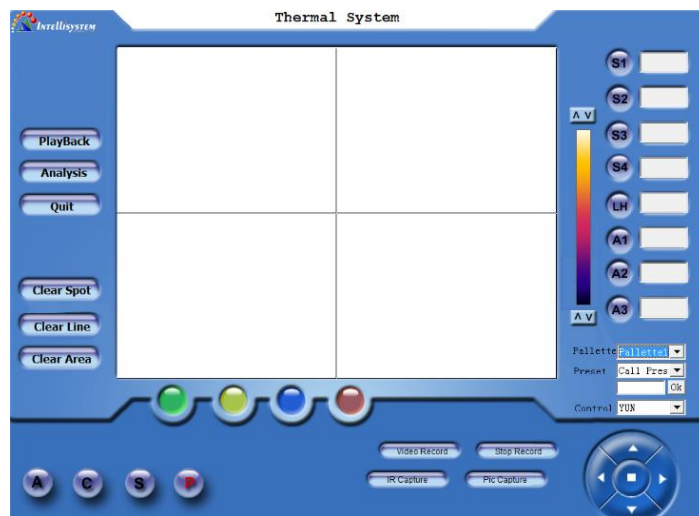 Thermal System
INTELLISYSTEM
PlayBack
Analysis
Quit
Clear Spot
Clear Line
Clear Area
S1
S2
S3
S4
LH
A1
A2
A3
Pallette Pallette1
Preset Call Pres
Ok
Control YUN
Video Record Stop Record
IR Capture Pic Capture
A C S P